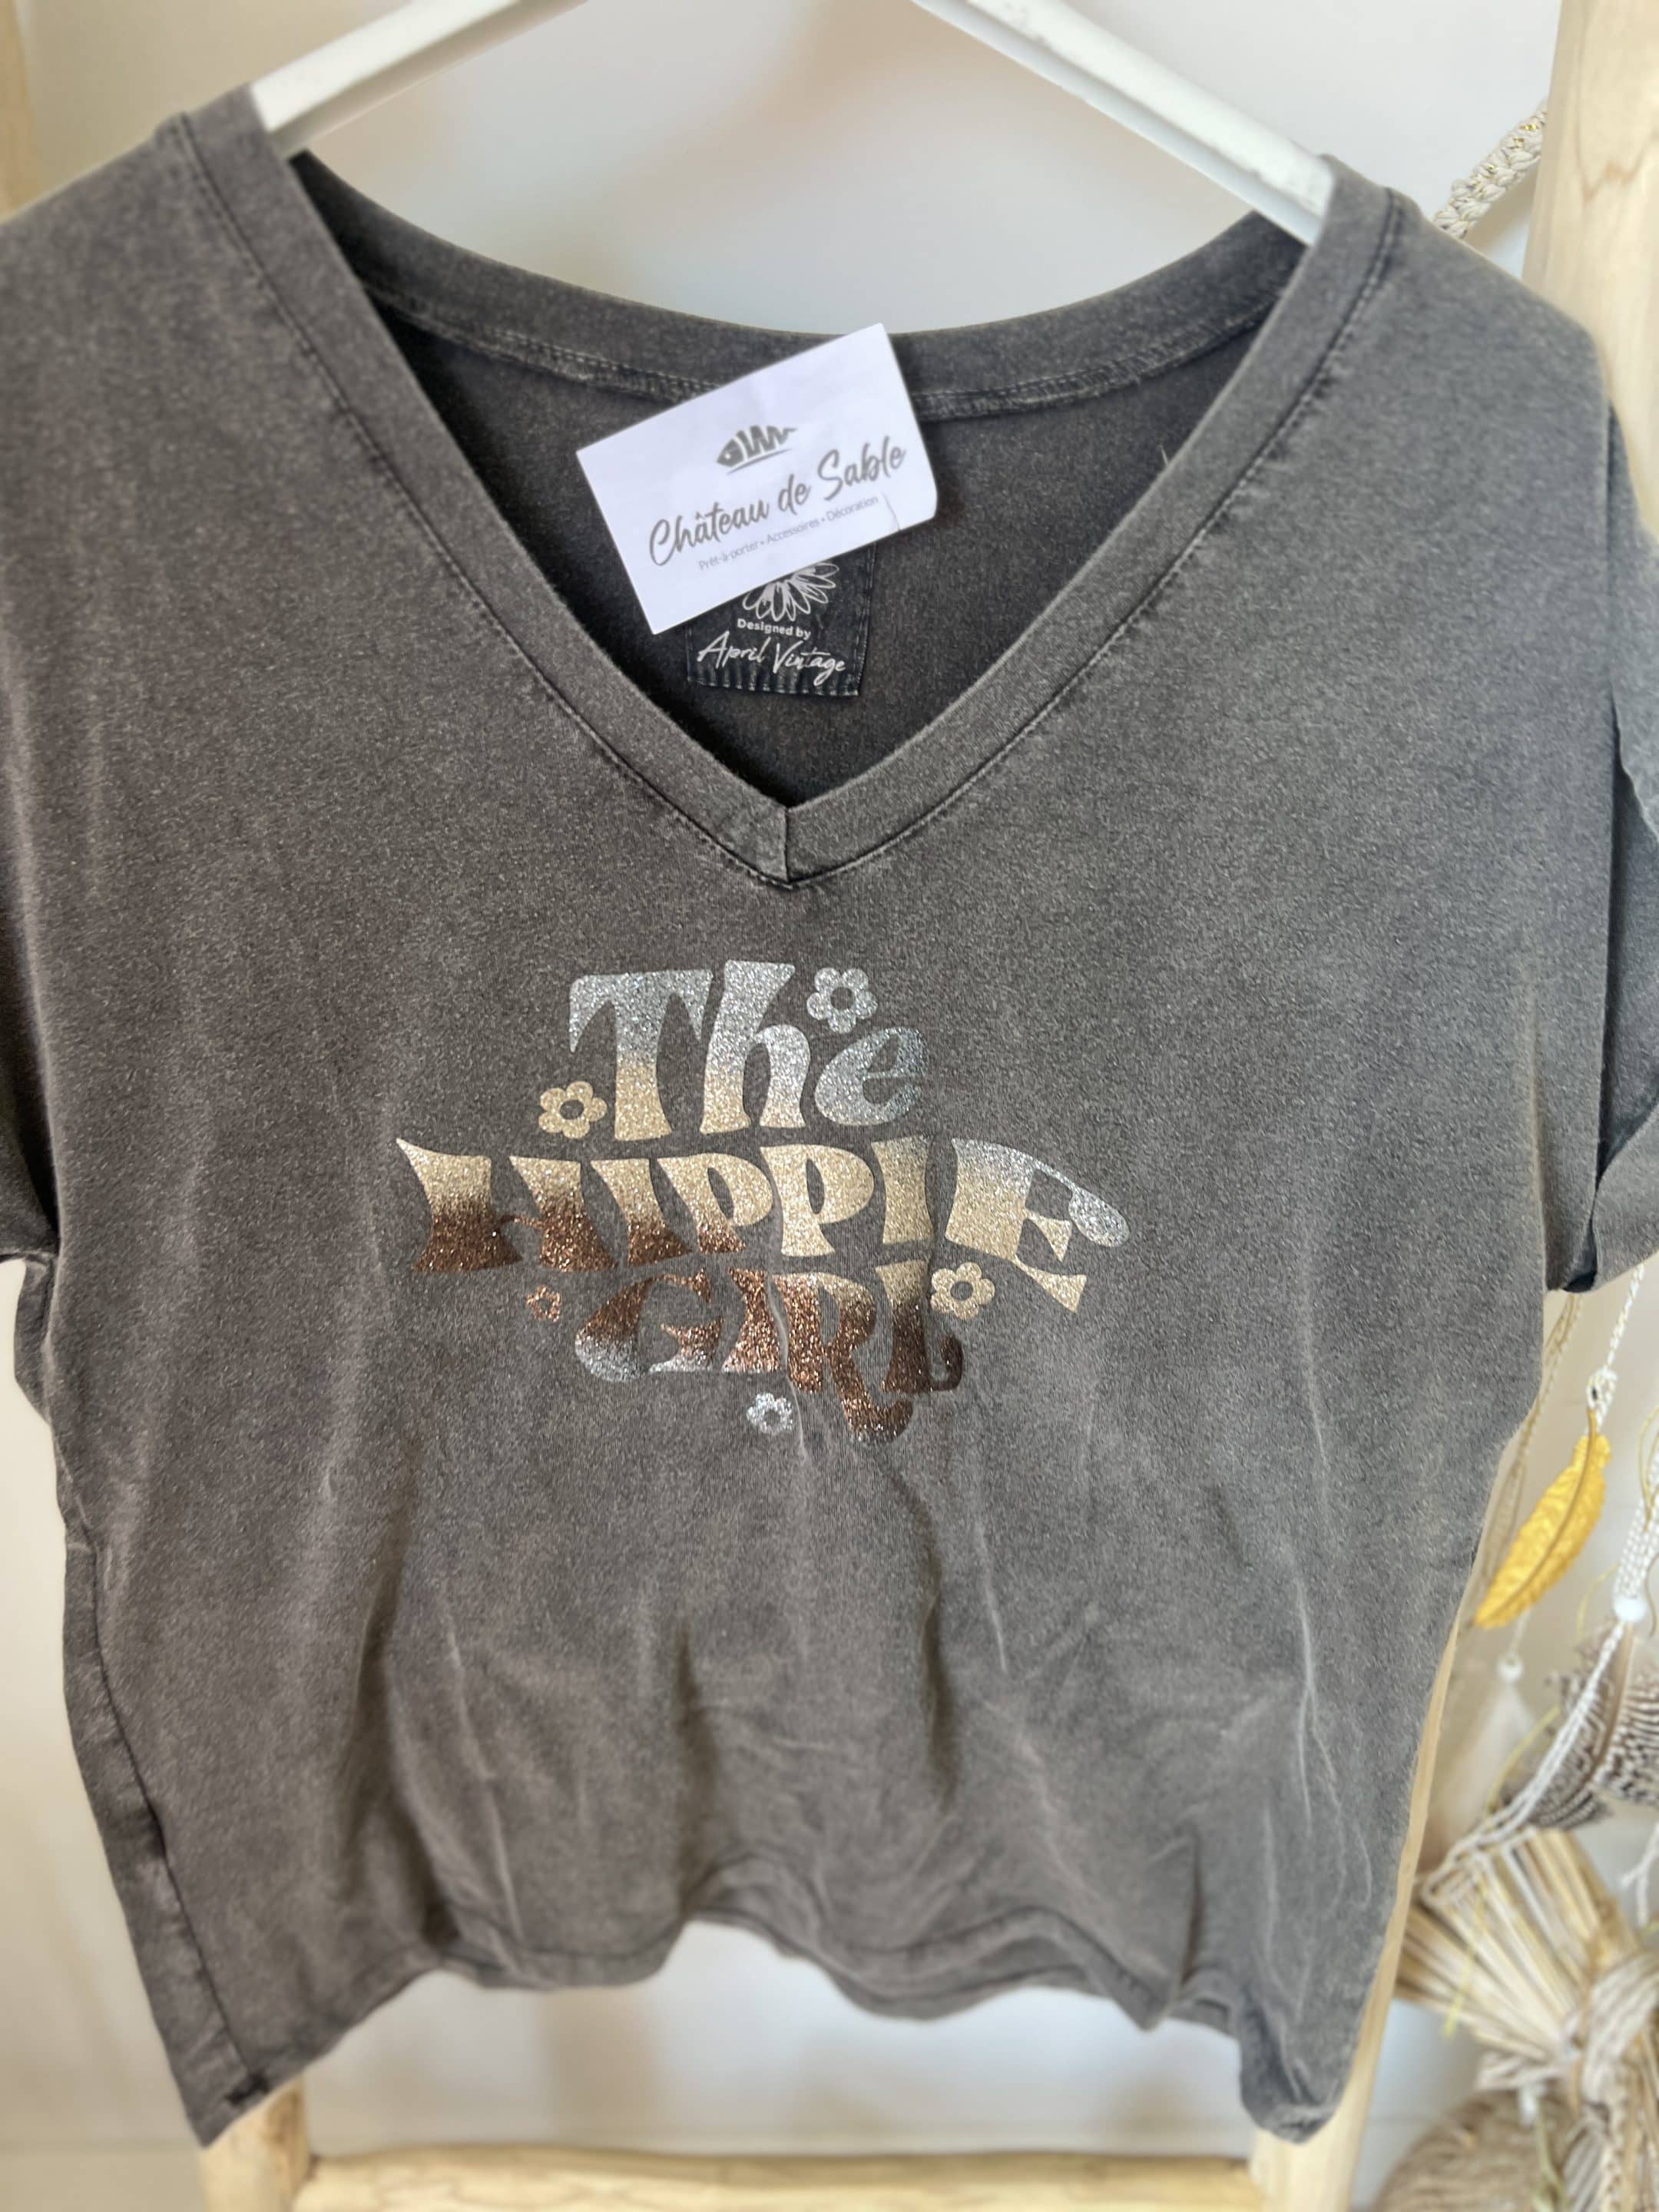 Château de Sable
Prêt-à-porter • Accessoires • Décoration
Designed by
April Vintage
The
HIPPIE
GIRL